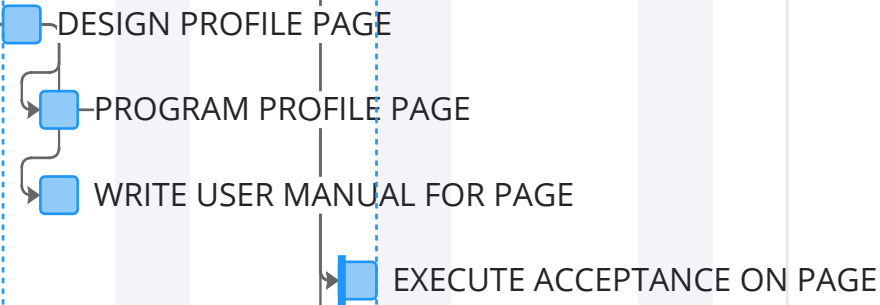 DESIGN PROFILE PAGE
PROGRAM PROFILE PAGE
WRITE USER MANUAL FOR PAGE
EXECUTE ACCEPTANCE ON PAGE